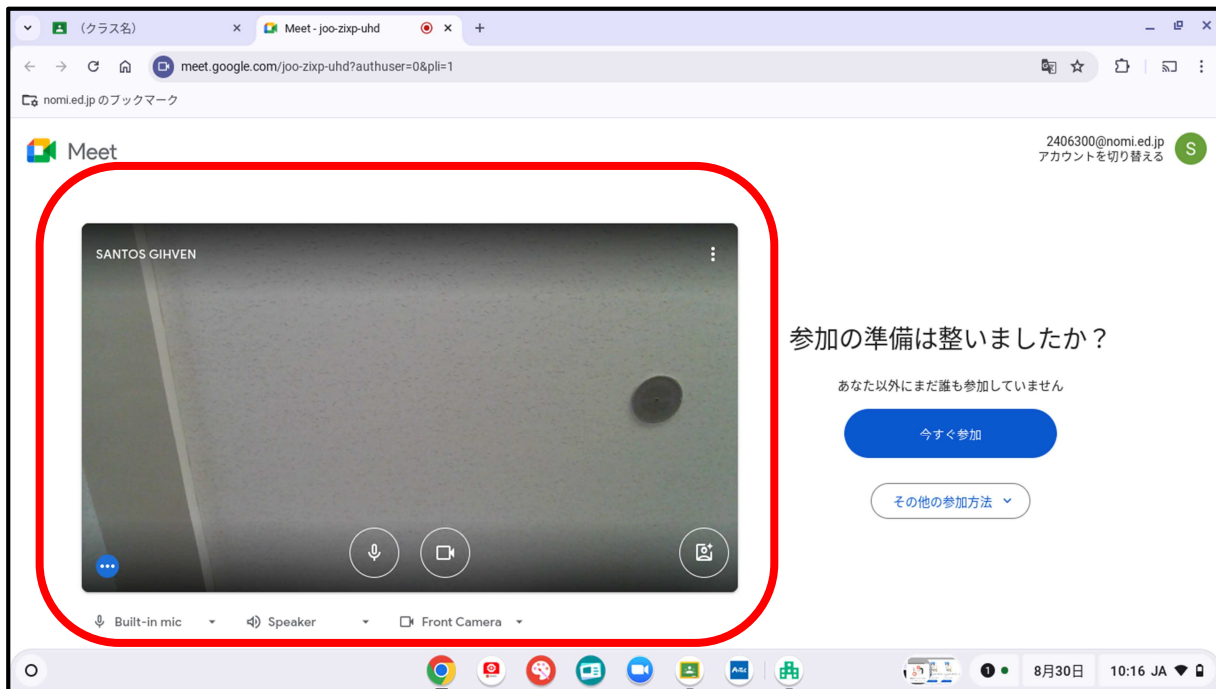 （クラス名）
Meet - joo-zixp-uhd
meet.google.com/joo-zixp-uhd?authuser=0&pli=1
nomi.ed.jp のブックマーク
Meet
2406300@nomi.ed.jp
アカウントを切り替える
S
SANTOS GIHVEN
参加の準備は整いましたか？
あなた以外にまだ誰も参加していません
今すぐ参加
その他の参加方法
Built-in mic
Speaker
Front Camera
1
8月30日
10:16 JA